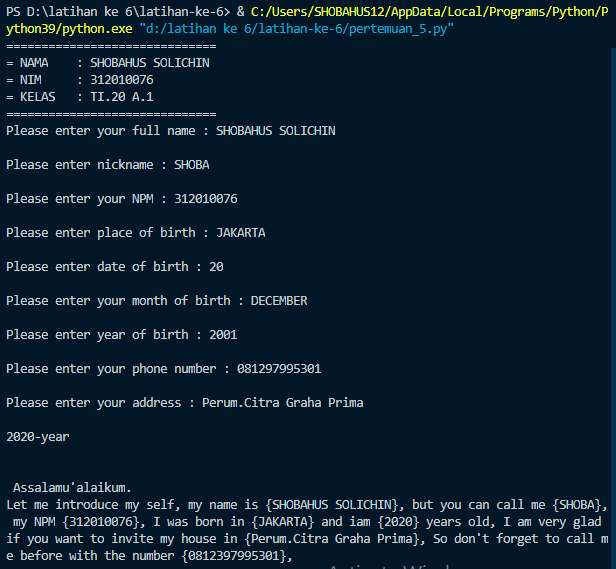 PS D:\latihan ke 6\latihan-ke-6> & C:/Users/SHOBAHUS12/AppData/Local/Programs/Python/P
ython39/python.exe "d:/latihan ke 6/latihan-ke-6/pertemuan_5.py"
==============================
= NAMA    : SHOBAHUS SOLICHIN
= NIM     : 312010076
= KELAS   : TI.20 A.1
==============================
Please enter your full name : SHOBAHUS SOLICHIN
Please enter nickname : SHOBA
Please enter your NPM : 312010076
Please enter place of birth : JAKARTA
Please enter date of birth : 20
Please enter your month of birth : DECEMBER
Please enter year of birth : 2001
Please enter your phone number : 081297995301
Please enter your address : Perum.Citra Graha Prima
2020-year
Assalamu'alaikum.
Let me introduce my self, my name is {SHOBAHUS SOLICHIN}, but you can call me {SHOBA},
my NPM {312010076}, I was born in {JAKARTA} and iam {2020} years old, I am very glad
if you want to invite my house in {Perum.Citra Graha Prima}, So don't forget to call m
e before with the number {0812397995301},